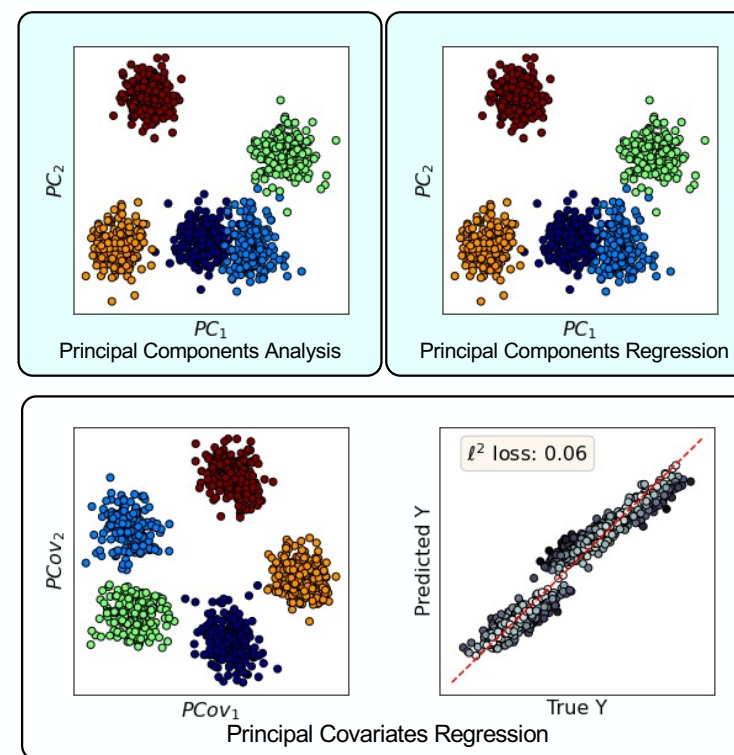 PC₂
PC₁
Principal Components Analysis
PC₂
PC₁
Principal Components Regression
PCov₂
PCov₁
ℓ² loss: 0.06
Predicted Y
True Y
Principal Covariates Regression